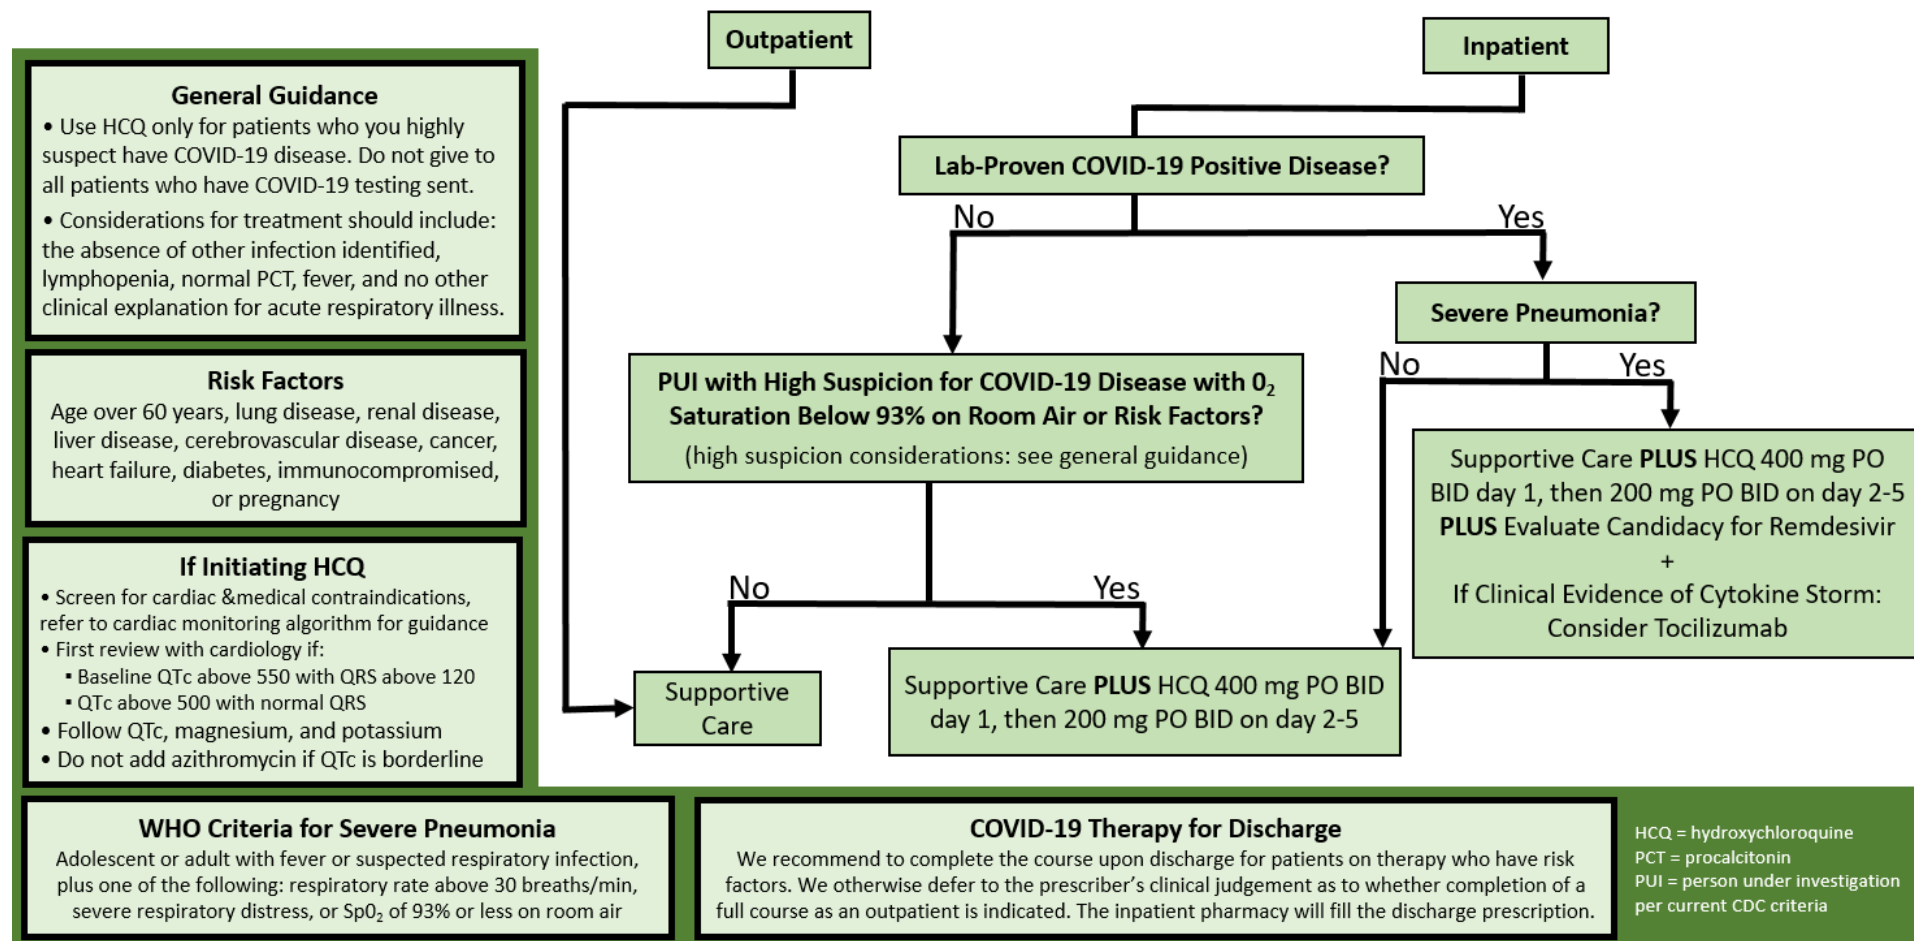 Outpatient
Inpatient
General Guidance
• Use HCQ only for patients who you highly
suspect have COVID-19 disease. Do not give to
all patients who have COVID-19 testing sent.
• Considerations for treatment should include:
the absence of other infection identified,
lymphopenia, normal PCT, fever, and no other
clinical explanation for acute respiratory illness.
Risk Factors
Age over 60 years, lung disease, renal disease,
liver disease, cerebrovascular disease, cancer,
heart failure, diabetes, immunocompromised,
or pregnancy
If Initiating HCQ
• Screen for cardiac &medical contraindications,
refer to cardiac monitoring algorithm for guidance
• First review with cardiology if:
▪ Baseline QTc above 550 with QRS above 120
▪ QTc above 500 with normal QRS
• Follow QTc, magnesium, and potassium
• Do not add azithromycin if QTc is borderline
Lab-Proven COVID-19 Positive Disease?
No
Yes
Severe Pneumonia?
No
Yes
PUI with High Suspicion for COVID-19 Disease with 0₂
Saturation Below 93% on Room Air or Risk Factors?
(high suspicion considerations: see general guidance)
No
Yes
Supportive Care PLUS HCQ 400 mg PO
BID day 1, then 200 mg PO BID on day 2-5
PLUS Evaluate Candidacy for Remdesivir
+
If Clinical Evidence of Cytokine Storm:
Consider Tocilizumab
Supportive
Care
Supportive Care PLUS HCQ 400 mg PO BID
day 1, then 200 mg PO BID on day 2-5
WHO Criteria for Severe Pneumonia
Adolescent or adult with fever or suspected respiratory infection,
plus one of the following: respiratory rate above 30 breaths/min,
severe respiratory distress, or Sp0₂ of 93% or less on room air
COVID-19 Therapy for Discharge
We recommend to complete the course upon discharge for patients on therapy who have risk
factors. We otherwise defer to the prescriber's clinical judgement as to whether completion of a
full course as an outpatient is indicated. The inpatient pharmacy will fill the discharge prescription.
HCQ = hydroxychloroquine
PCT = procalcitonin
PUI = person under investigation
per current CDC criteria